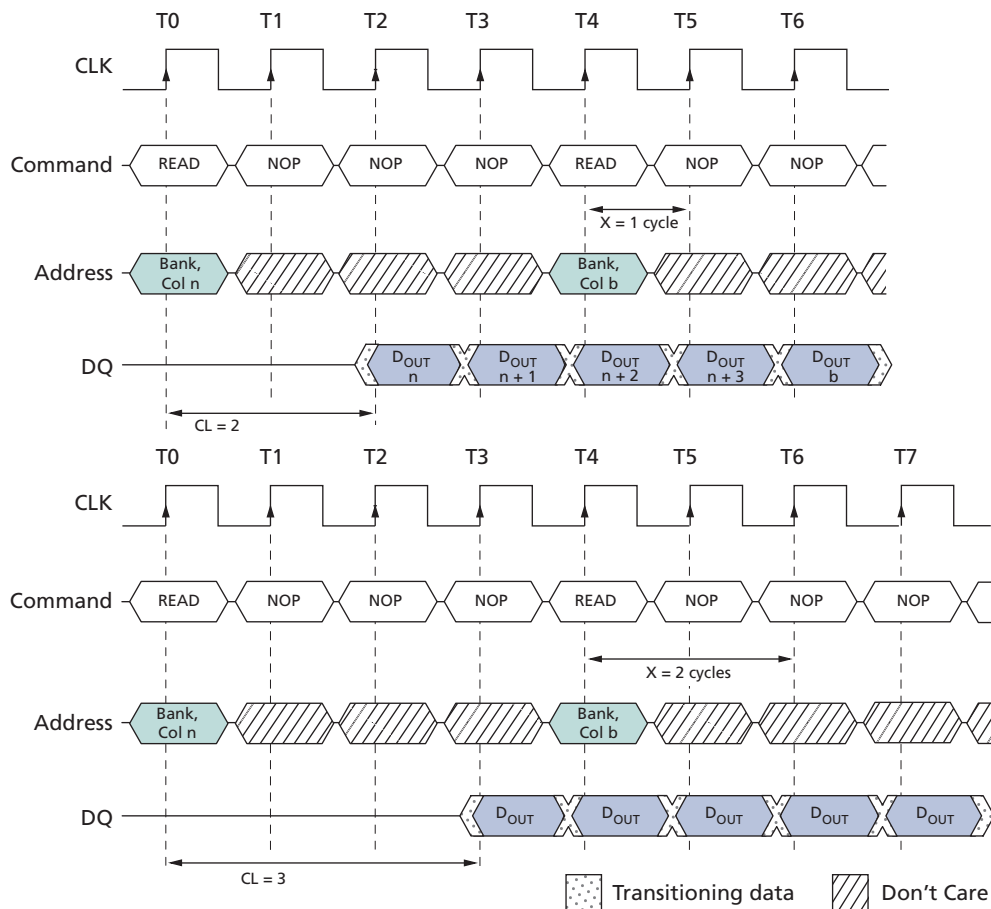 T0 T1 T2 T3 T4 T5 T6
CLK
Command READ NOP NOP NOP READ NOP NOP
X = 1 cycle
Address Bank, Col n Bank, Col b
DQ DOUT n DOUT n + 1 DOUT n + 2 DOUT n + 3 DOUT b
CL = 2
T0 T1 T2 T3 T4 T5 T6 T7
CLK
Command READ NOP NOP NOP READ NOP NOP NOP
X = 2 cycles
Address Bank, Col n Bank, Col b
DQ DOUT DOUT DOUT DOUT DOUT
CL = 3
Transitioning data Don't Care